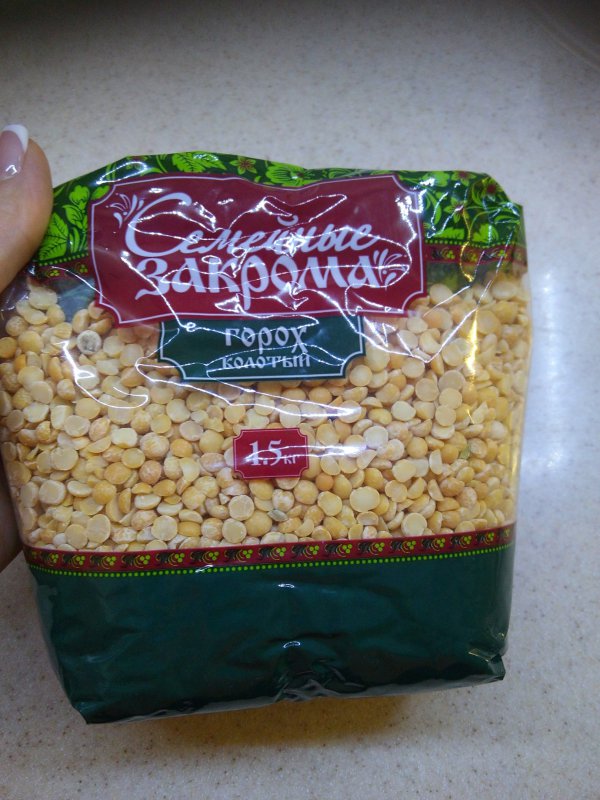 Семейные
закрома
горох
колотый
1.5кг